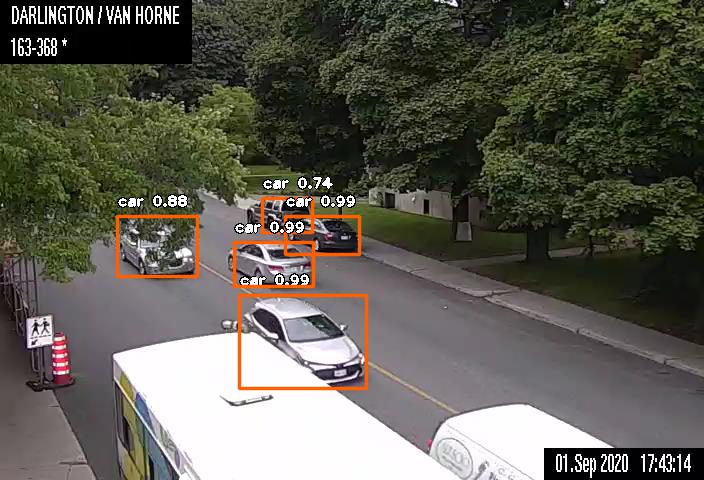 DARLINGTON / VAN HORNE
163-368 *
car 0.74
car 0.88
car 0.99
car 0.99
car 0.99
01.Sep 2020 17:43:14